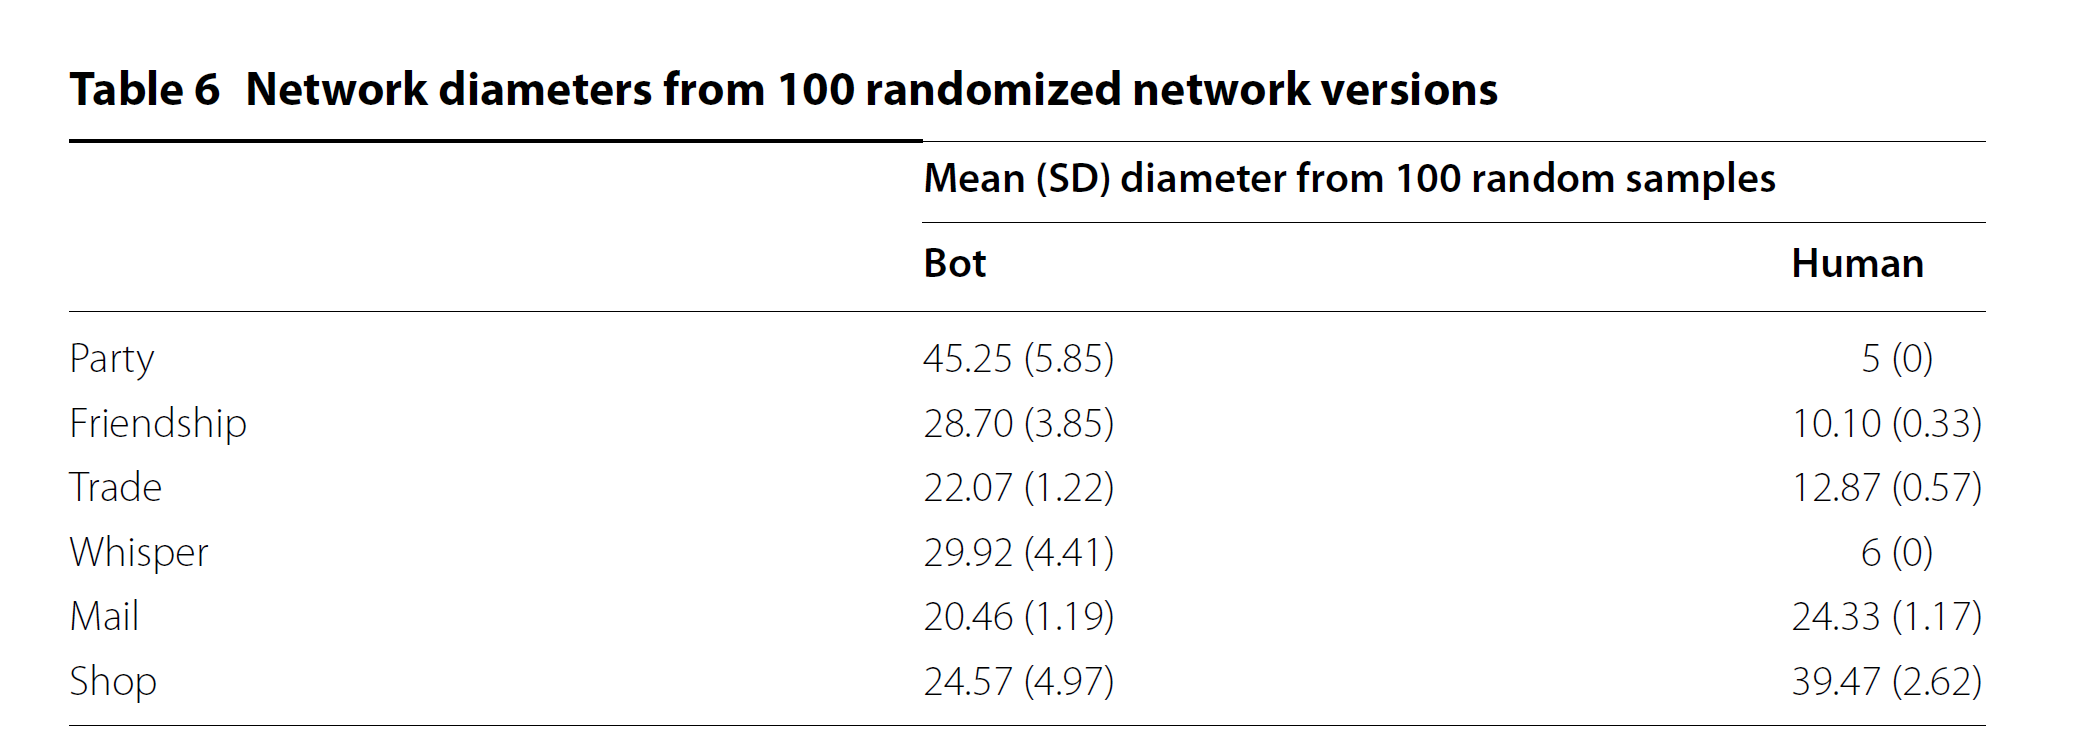 Table 6 Network diameters from 100 randomized network versions
Mean (SD) diameter from 100 random samples
Bot Human
Party 45.25 (5.85) 5 (0)
Friendship 28.70 (3.85) 10.10 (0.33)
Trade 22.07 (1.22) 12.87 (0.57)
Whisper 29.92 (4.41) 6 (0)
Mail 20.46 (1.19) 24.33 (1.17)
Shop 24.57 (4.97) 39.47 (2.62)